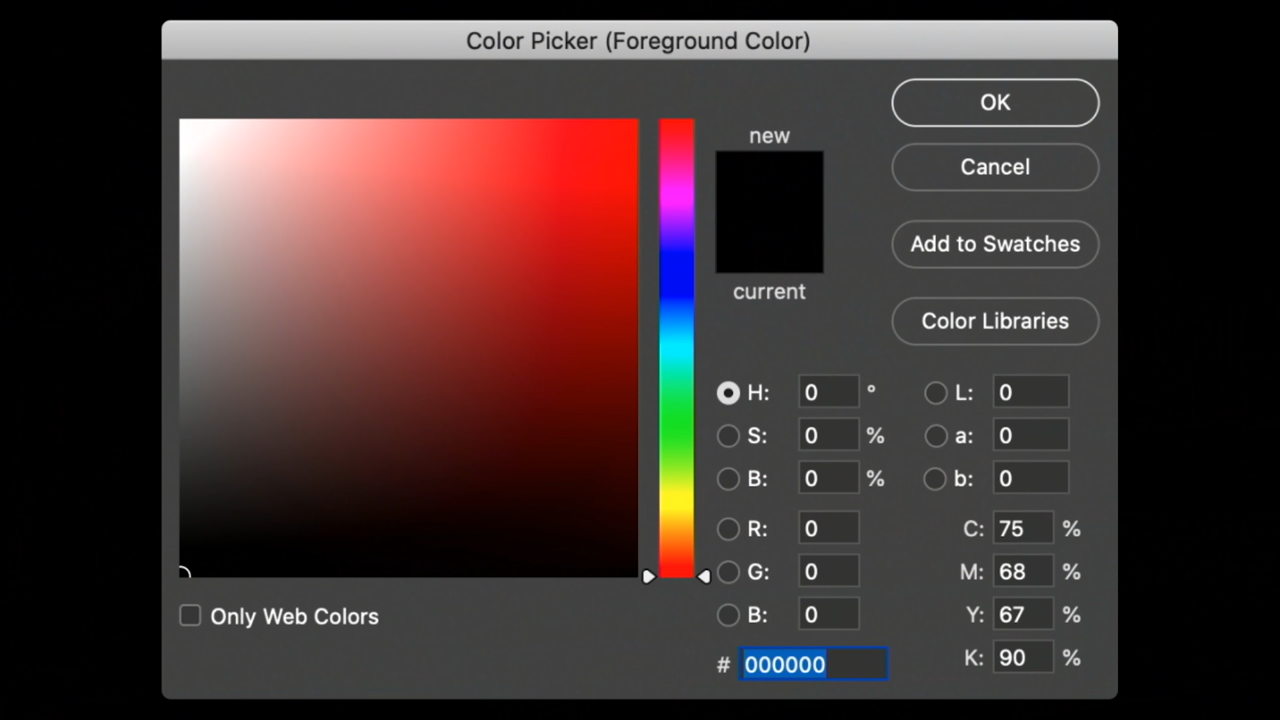 Color Picker (Foreground Color)
OK
new
Cancel
Add to Swatches
current
Color Libraries
H: 0 ° L: 0
S: 0 % a: 0
B: 0 % b: 0
R: 0 C: 75 %
G: 0 M: 68 %
B: 0 Y: 67 %
Only Web Colors
# 000000 K: 90 %